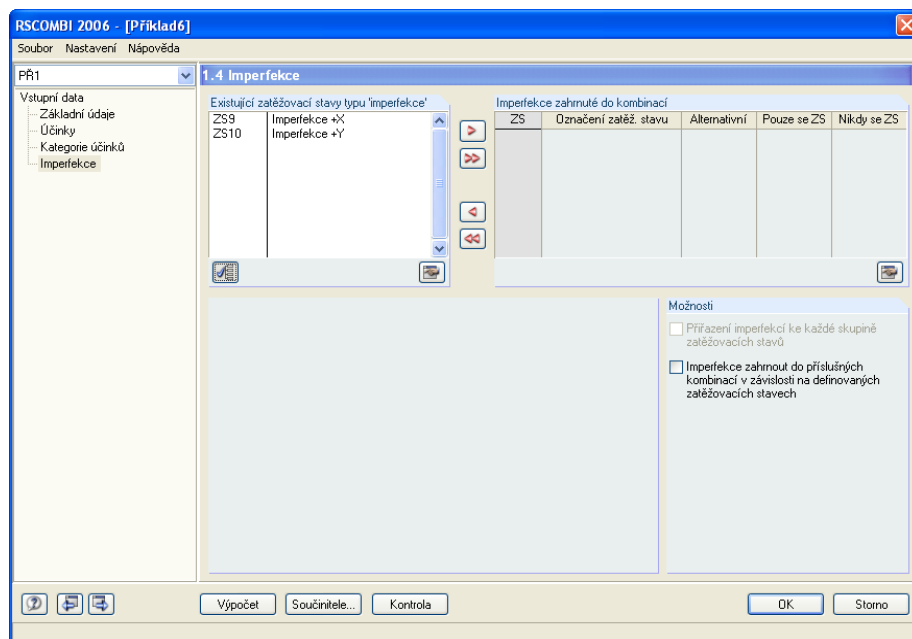 RSCOMBI 2006 - [Příklad6]
Soubor Nastavení Nápověda
PŘ1
1.4 Imperfekce
Vstupní data
Základní údaje
Účinky
Kategorie účinků
Imperfekce
Existující zatěžovací stavy typu 'imperfekce'
ZS9 Imperfekce +X
ZS10 Imperfekce +Y
Imperfekce zahrnuté do kombinací
ZS Označení zatěž. stavu Alternativní Pouze se ZS Nikdy se ZS
Možnosti
Přiřazení imperfekcí ke každé skupině
zatěžovacích stavů
Imperfekce zahrnout do příslušných
kombinací v závislosti na definovaných
zatěžovacích stavech
Výpočet Součinitele... Kontrola OK Storno